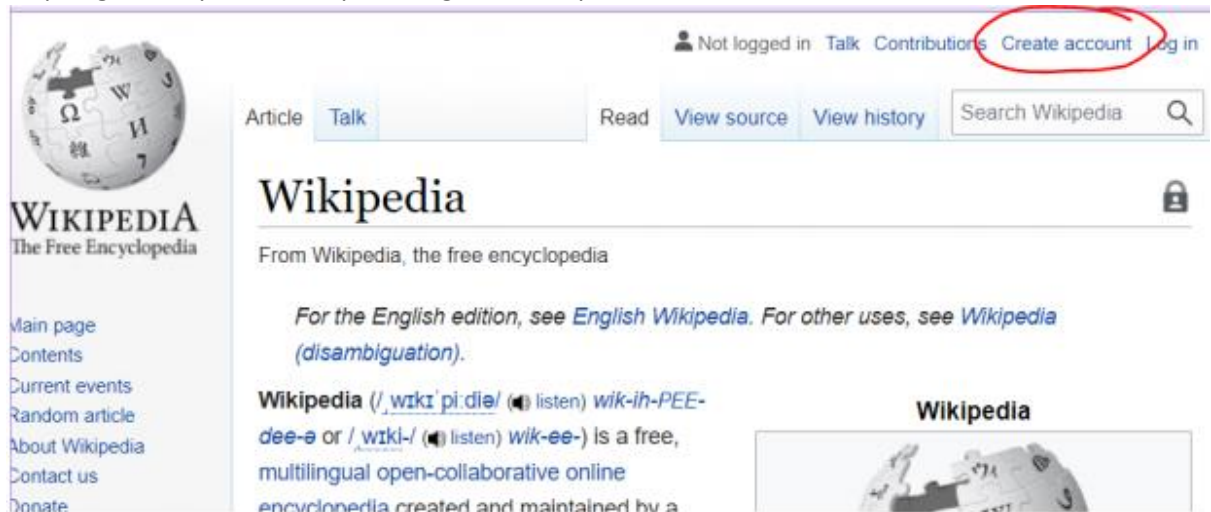 Not logged in Talk Contributions Create account Log in
Article Talk Read View source View history Search Wikipedia
WIKIPEDIA
The Free Encyclopedia
Main page
Contents
Current events
Random article
About Wikipedia
Contact us
Donate
Wikipedia
From Wikipedia, the free encyclopedia
For the English edition, see English Wikipedia. For other uses, see Wikipedia
(disambiguation).
Wikipedia (/ˌwɪkɪˈpiːdiə/ (listen) wik-ih-PEE-
dee-ə or /ˌwɪki-/ (listen) wik-ee-) is a free,
multilingual open-collaborative online
encyclopedia created and maintained by a
Wikipedia